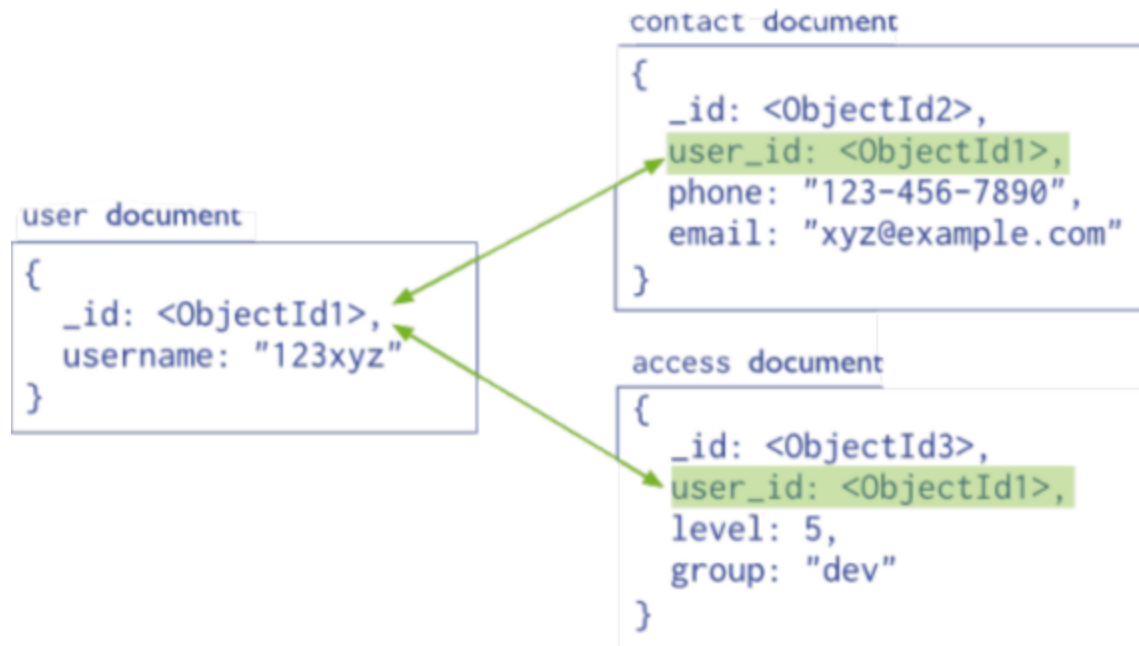 contact document
{
_id: <ObjectId2>,
user_id: <ObjectId1>,
phone: "123-456-7890",
email: "xyz@example.com"
}
user document
{
_id: <ObjectId1>,
username: "123xyz"
}
access document
{
_id: <ObjectId3>,
user_id: <ObjectId1>,
level: 5,
group: "dev"
}